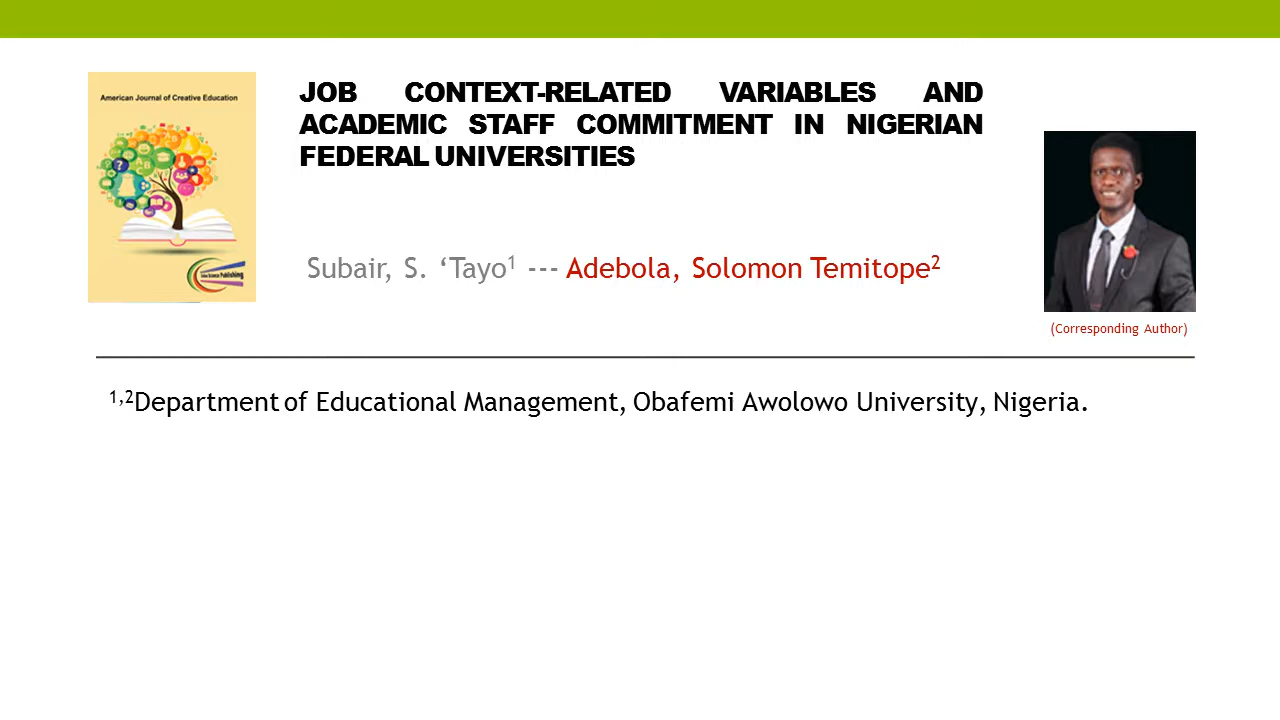 American Journal of Creative Education
JOB CONTEXT-RELATED VARIABLES AND
ACADEMIC STAFF COMMITMENT IN NIGERIAN
FEDERAL UNIVERSITIES
Subair, S. ‘Tayo1 --- Adebola, Solomon Temitope2
(Corresponding Author)
1,2Department of Educational Management, Obafemi Awolowo University, Nigeria.